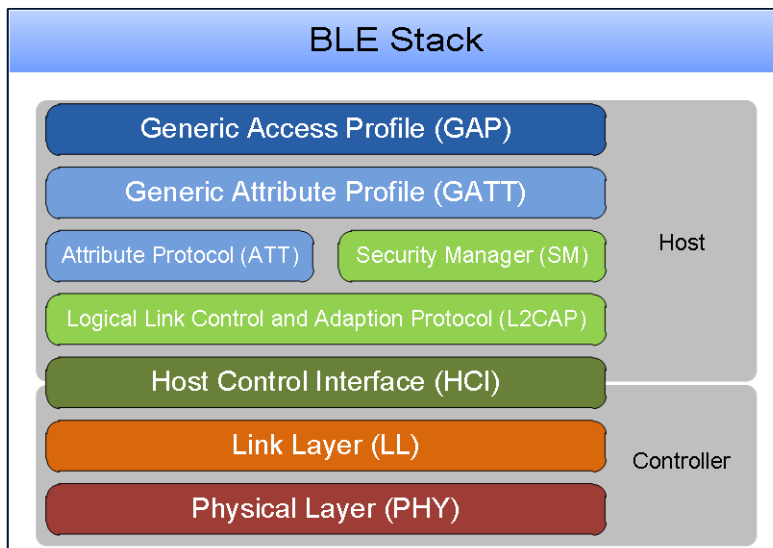 BLE Stack
Generic Access Profile (GAP)
Generic Attribute Profile (GATT)
Attribute Protocol (ATT)
Security Manager (SM)
Host
Logical Link Control and Adaption Protocol (L2CAP)
Host Control Interface (HCI)
Link Layer (LL)
Controller
Physical Layer (PHY)